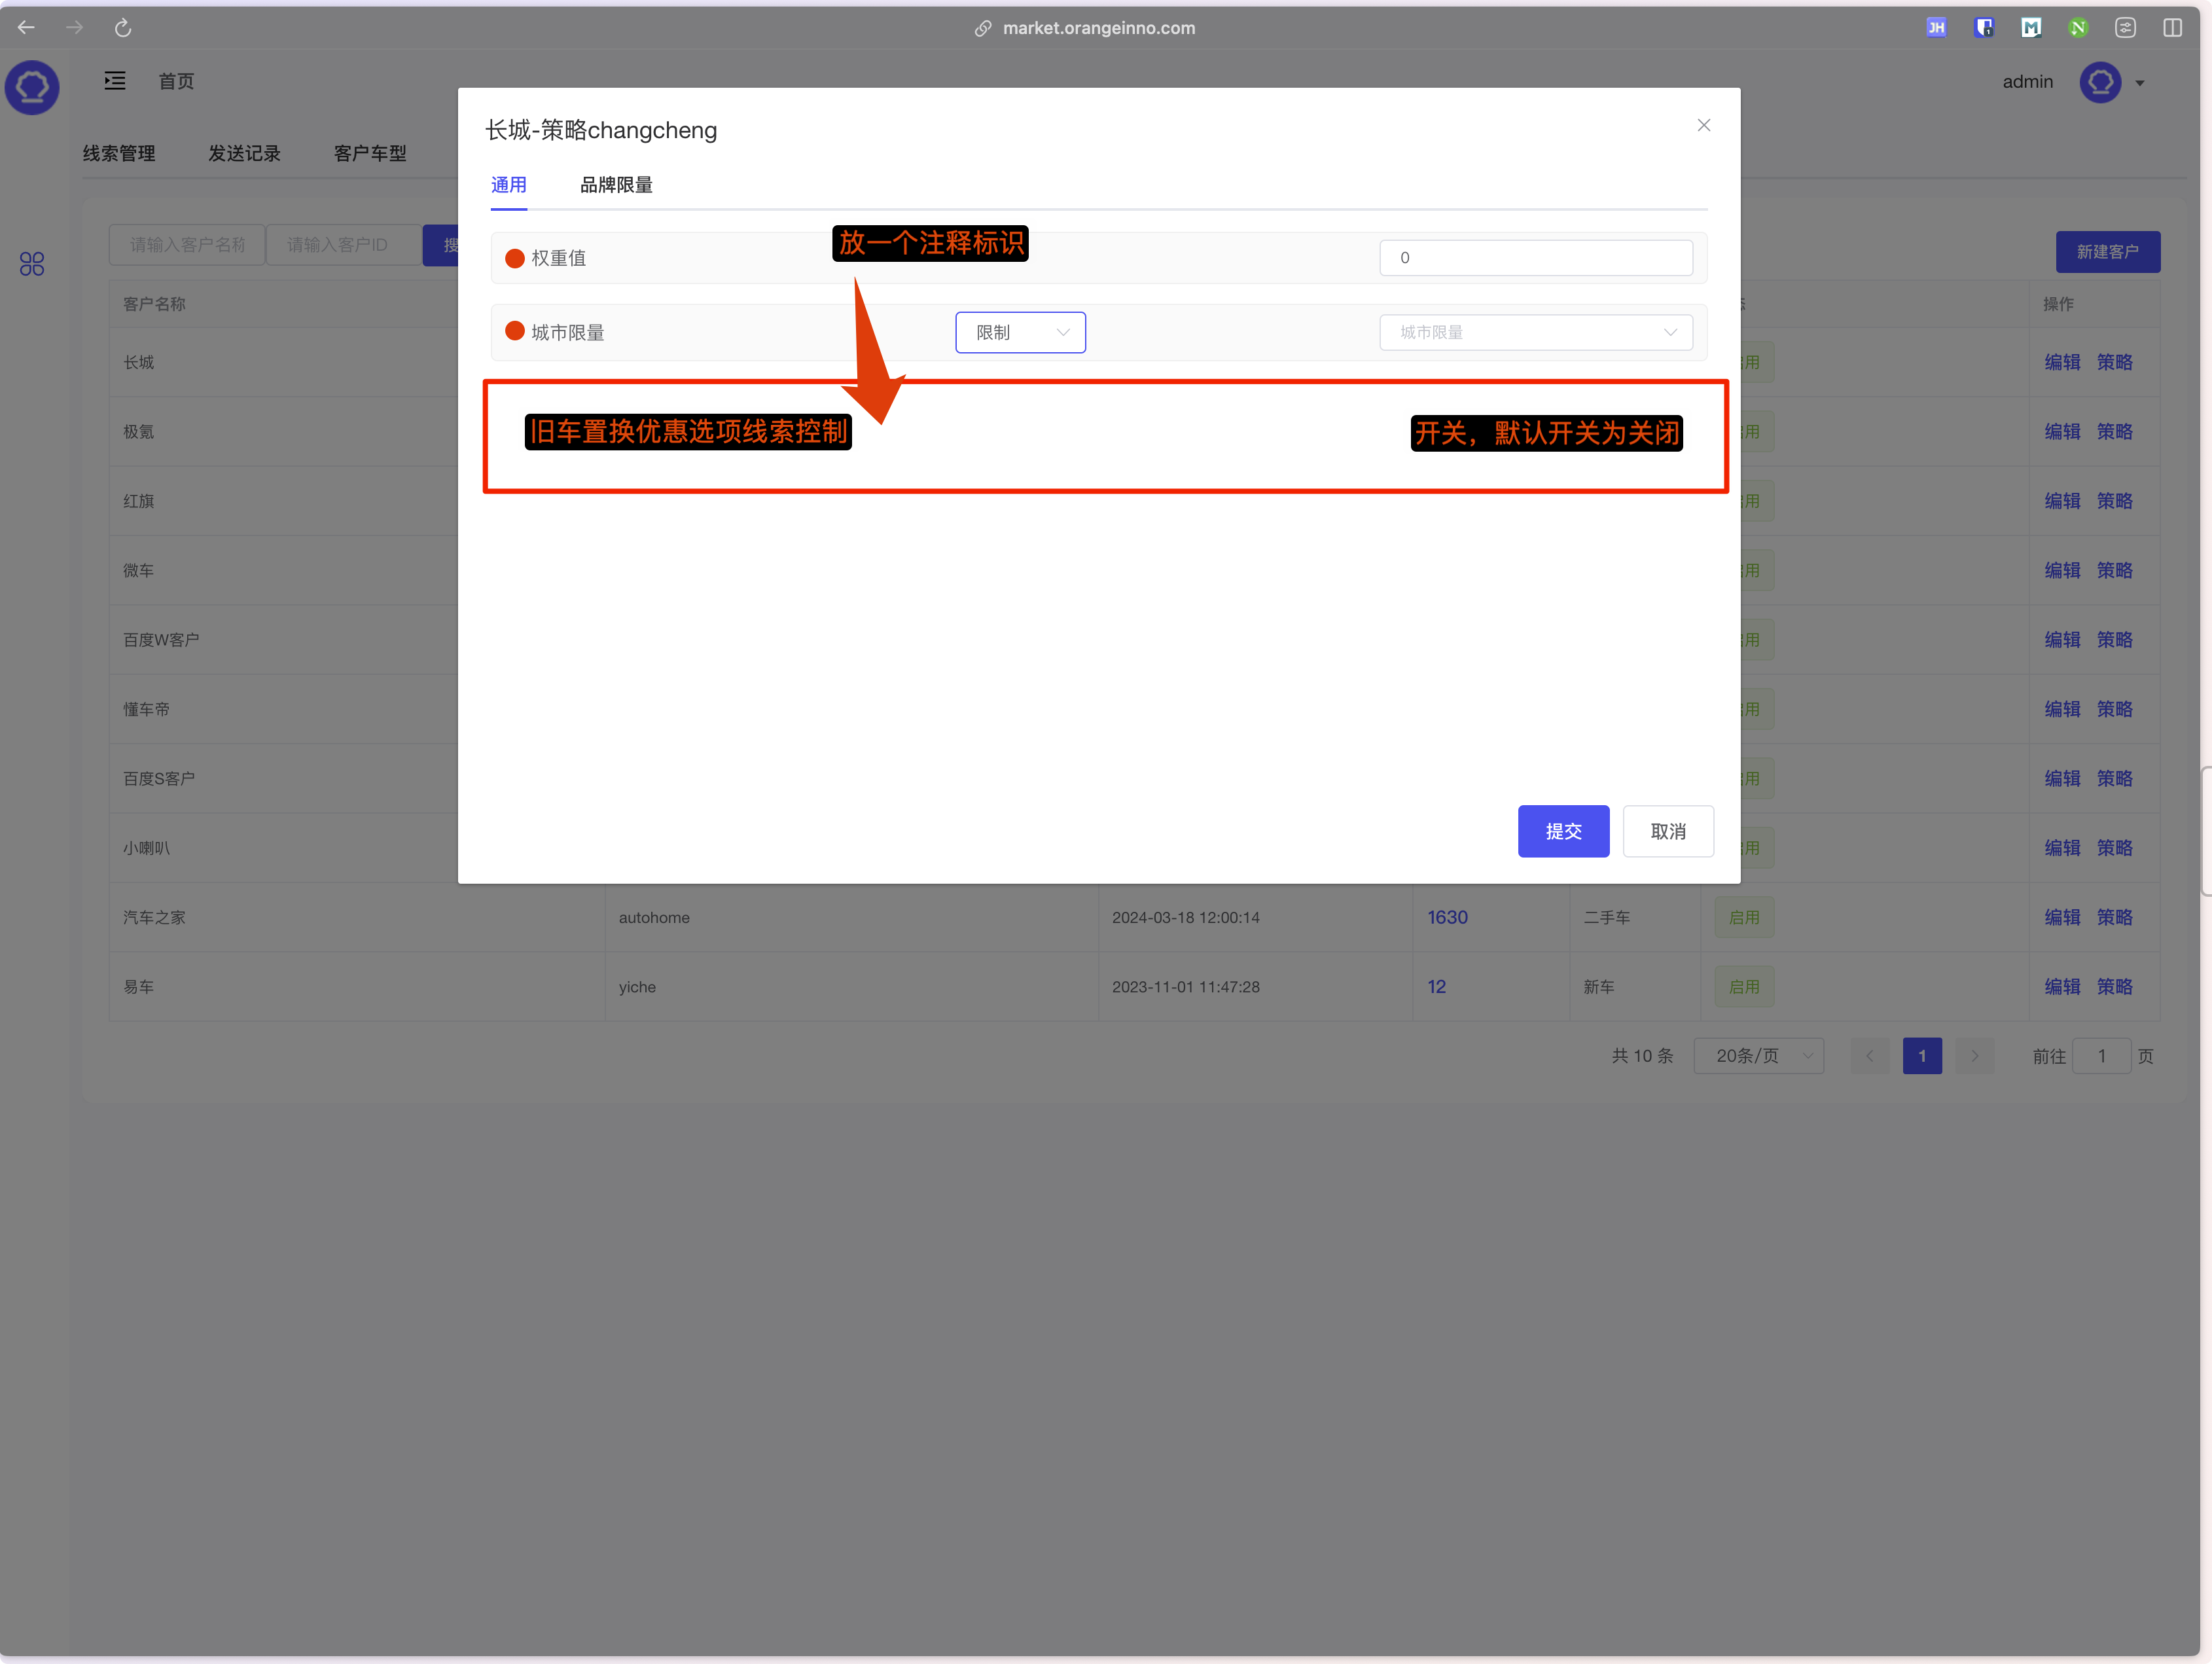 market.orangeinno.com
JH
1
M
N
首页
admin
线索管理 发送记录 客户车型
长城-策略changcheng
通用 品牌限量
请输入客户名称 请输入客户ID 搜
新建客户
权重值
放一个注释标识
0
客户名称
操作
城市限量 限制 城市限量
长城
用 编辑 策略
旧车置换优惠选项线索控制 开关，默认开关为关闭
极氪
用 编辑 策略
红旗
用 编辑 策略
微车
用 编辑 策略
百度W客户
用 编辑 策略
懂车帝
用 编辑 策略
百度S客户
用 编辑 策略
提交 取消
小喇叭
用 编辑 策略
汽车之家 autohome 2024-03-18 12:00:14 1630 二手车 启用 编辑 策略
易车 yiche 2023-11-01 11:47:28 12 新车 启用 编辑 策略
共 10 条 20条/页 1 前往 1 页